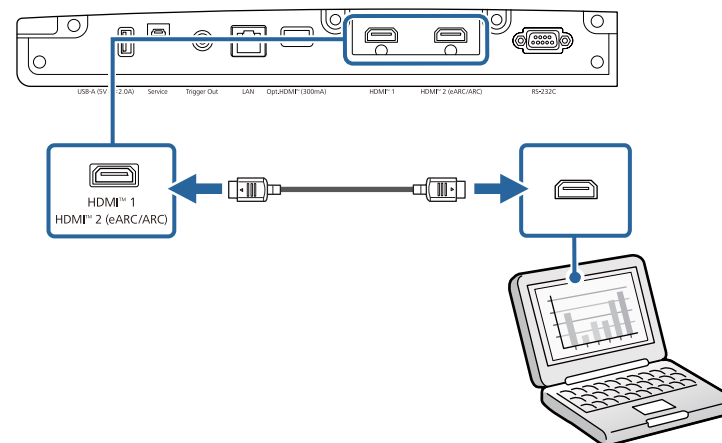 USB-A (5V ⎓ 2.0A) Service Trigger Out LAN Opt.HDMI™ (300mA) HDMI™ 1 HDMI™ 2 (eARC/ARC) RS-232C
HDMI™ 1
HDMI™ 2 (eARC/ARC)